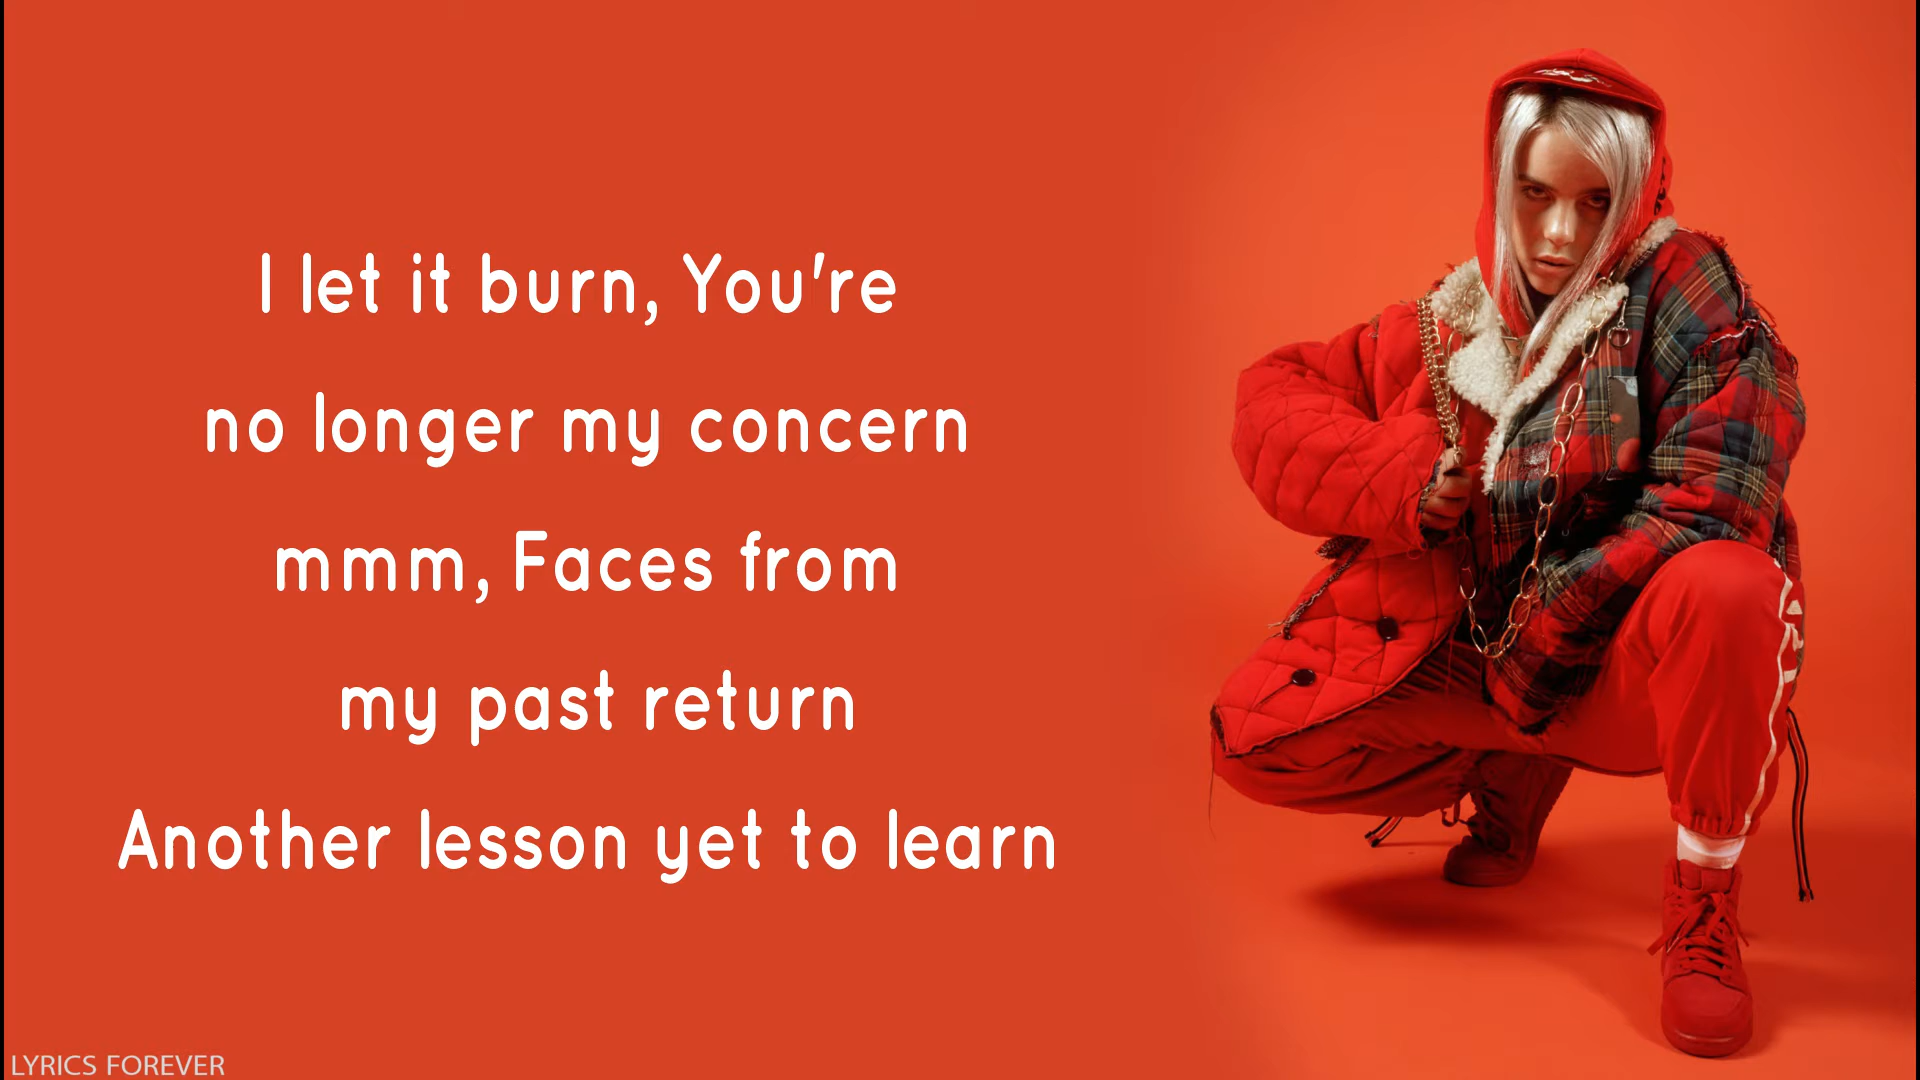 I let it burn, You're
no longer my concern
mmm, Faces from
my past return
Another lesson yet to learn
LYRICS FOREVER